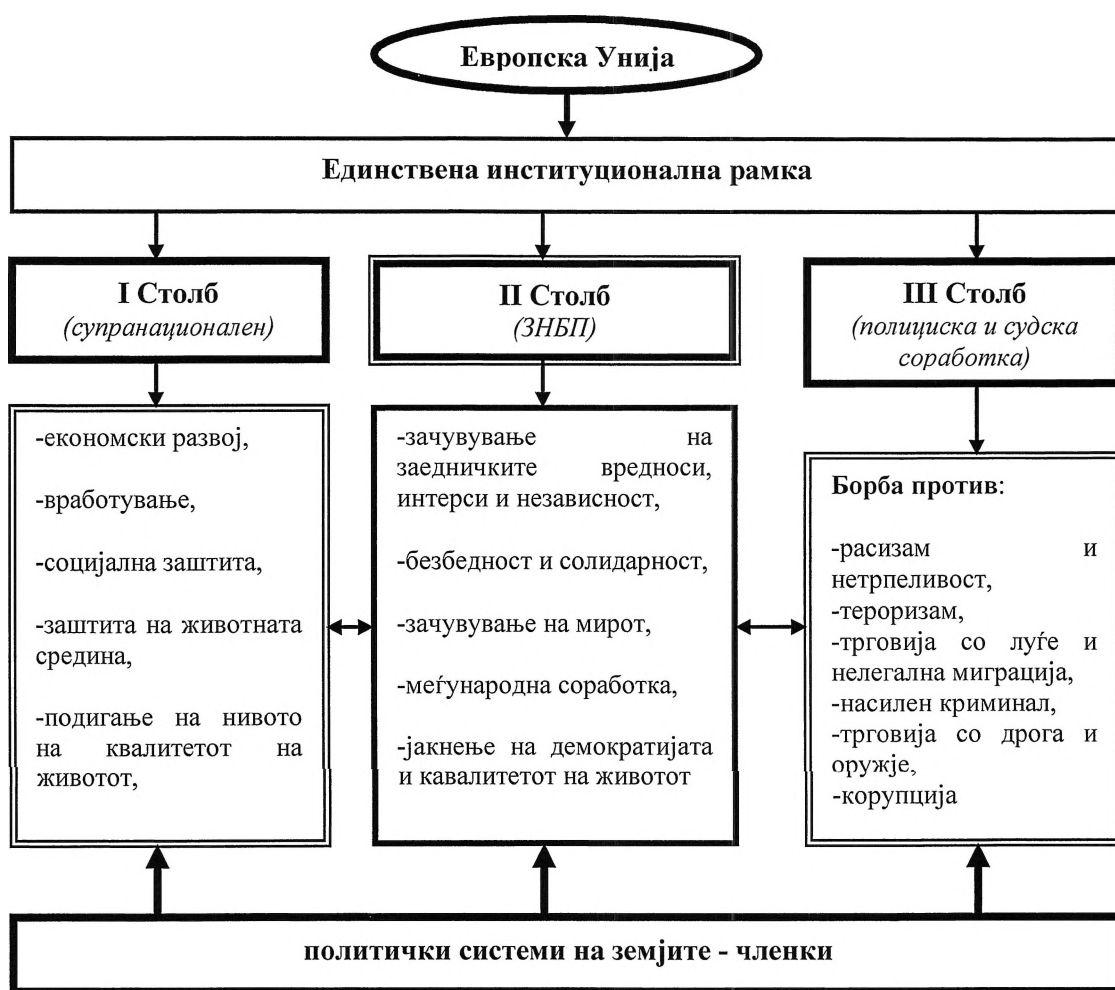 Европска Унија
Единствена институционална рамка
I Столб
(супранационален)
II Столб
(ЗНБП)
III Столб
(полициска и судска
соработка)
-економски развој,
-вработување,
-социјална заштита,
-заштита на животната
средина,
-подигање на нивото
на квалитетот на
животот,
-зачувување на
заедничките вредноси,
интерси и независност,
-безбедност и солидарност,
-зачувување на мирот,
-меѓународна соработка,
-јакнење на демократијата
и кавалитетот на животот
Борба против:
-расизам и
нетрпеливост,
-тероризам,
-трговија со луѓе и
нелегална миграција,
-насилен криминал,
-трговија со дрога и
оружје,
-корупција
политички системи на земјите - членки